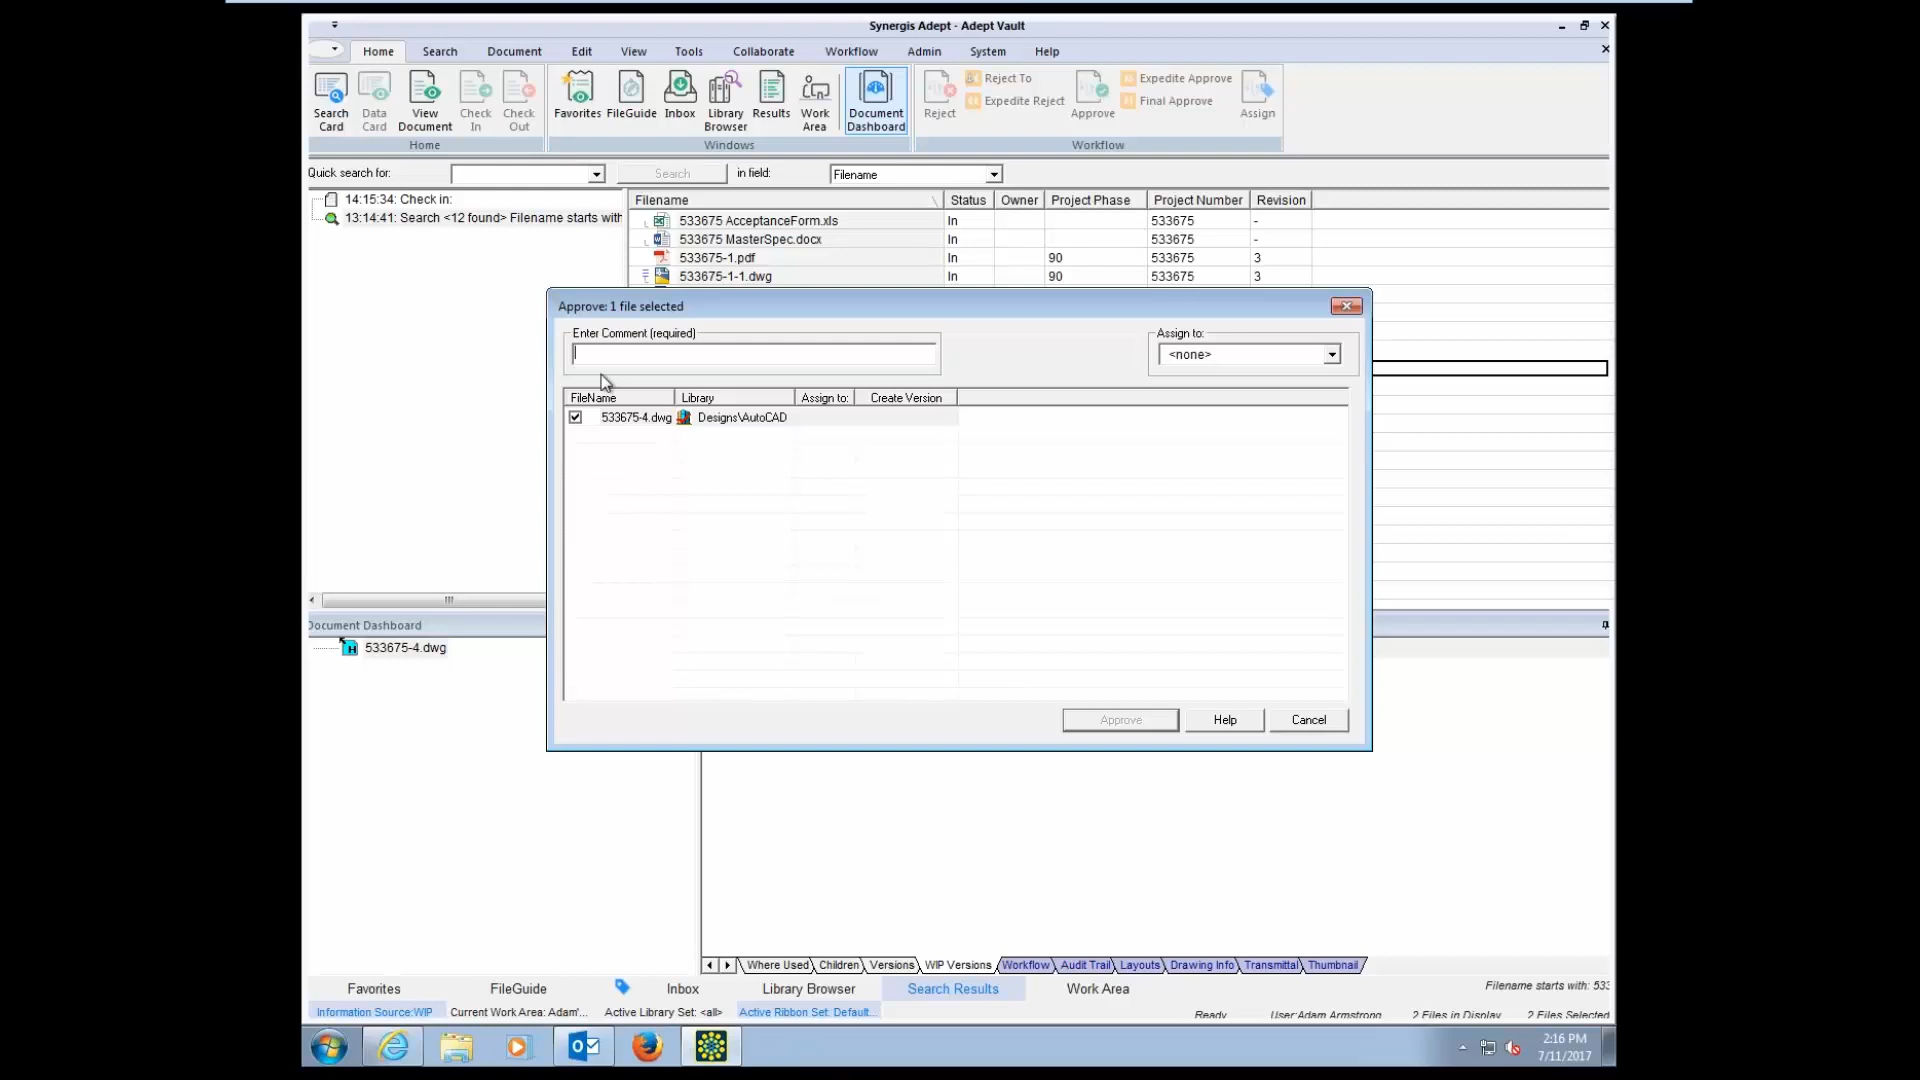 Synergis Adept - Adept Vault
Home Search Document Edit View Tools Collaborate Workflow Admin System Help
Search Card
Data Card
View Document
Check In
Check Out
Favorites
FileGuide
Inbox
Library Browser
Results
Work Area
Document Dashboard
Reject
Reject To
Expedite Reject
Approve
Expedite Approve
Final Approve
Assign
Home Windows Workflow
Quick search for: Search in field: Filename
14:15:34: Check in:
13:14:41: Search <12 found> Filename starts with
Filename Status Owner Project Phase Project Number Revision
533675 AcceptanceForm.xls In 533675 -
533675 MasterSpec.docx In 533675 -
533675-1.pdf In 90 533675 3
533675-1-1.dwg In 90 533675 3
Approve: 1 file selected
Enter Comment (required) Assign to:
<none>
FileName Library Assign to: Create Version
533675-4.dwg Designs\AutoCAD
Approve Help Cancel
Document Dashboard
533675-4.dwg
Where Used Children Versions WIP Versions Workflow Audit Trail Layouts Drawing Info Transmittal Thumbnail
Favorites FileGuide Inbox Library Browser Search Results Work Area Filename starts with: 533
Information Source:WIP Current Work Area: Adam'... Active Library Set: <all> Active Ribbon Set: Default... Ready User:Adam Armstrong 2 Files in Display 2 Files Selected
2:16 PM
7/11/2017